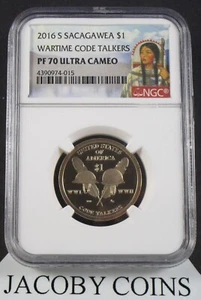 2016 S SACAGAWEA $1
WARTIME CODE TALKERS
PF 70 ULTRA CAMEO
4390974-015
NGC
UNITED STATES
OF
AMERICA
$1
WWI
WWII
CODE TALKERS
JACOBY COINS